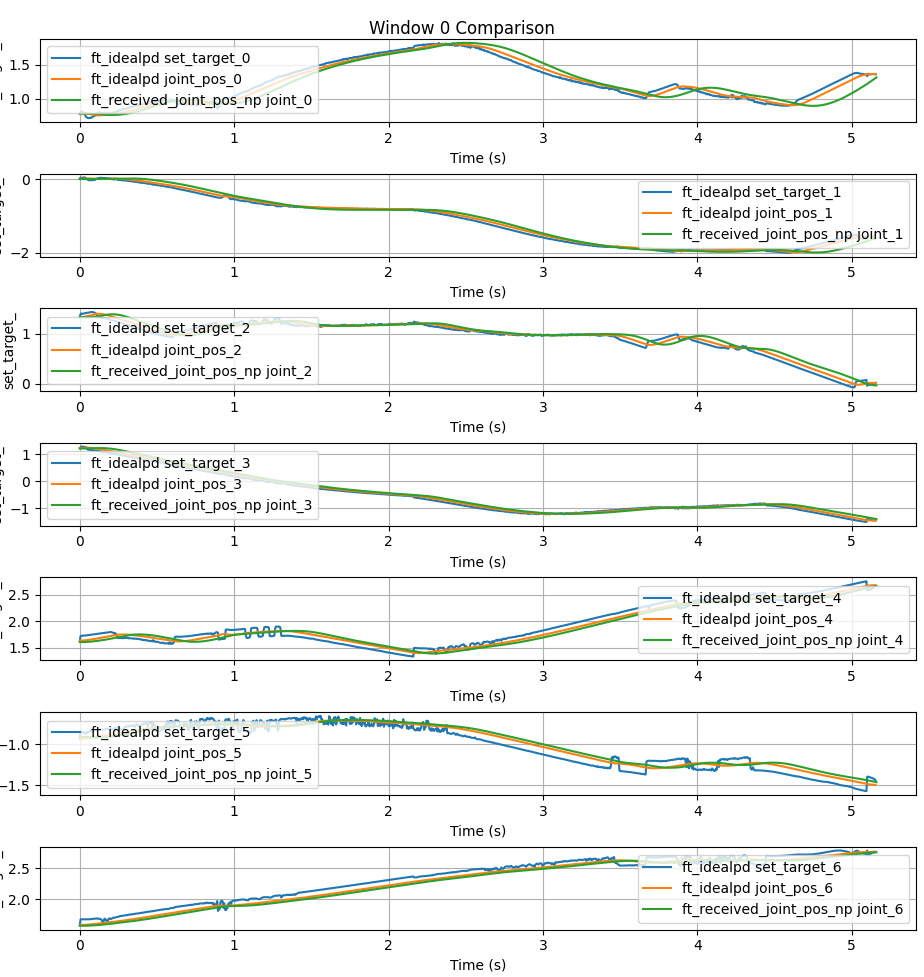 Window 0 Comparison
1.5
1.0
ft_idealpd set_target_0
ft_idealpd joint_pos_0
ft_received_joint_pos_np joint_0
0 1 2 3 4 5
Time (s)
0
−2
ft_idealpd set_target_1
ft_idealpd joint_pos_1
ft_received_joint_pos_np joint_1
0 1 2 3 4 5
Time (s)
set_target_
1
0
ft_idealpd set_target_2
ft_idealpd joint_pos_2
ft_received_joint_pos_np joint_2
0 1 2 3 4 5
Time (s)
1
0
−1
ft_idealpd set_target_3
ft_idealpd joint_pos_3
ft_received_joint_pos_np joint_3
0 1 2 3 4 5
Time (s)
2.5
2.0
1.5
ft_idealpd set_target_4
ft_idealpd joint_pos_4
ft_received_joint_pos_np joint_4
0 1 2 3 4 5
Time (s)
−1.0
−1.5
ft_idealpd set_target_5
ft_idealpd joint_pos_5
ft_received_joint_pos_np joint_5
0 1 2 3 4 5
Time (s)
2.5
2.0
ft_idealpd set_target_6
ft_idealpd joint_pos_6
ft_received_joint_pos_np joint_6
0 1 2 3 4 5
Time (s)